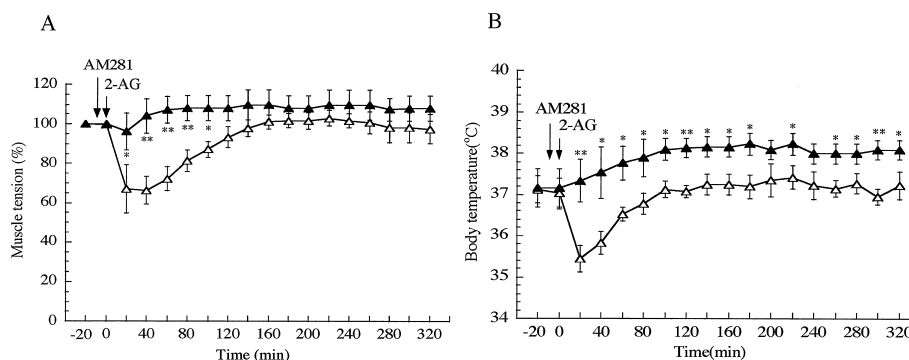 A
AM281
2-AG
Muscle tension (%)
120
100
80
60
40
20
0
* ** ** ** *
-20 0 40 80 120 160 200 240 280 320
Time (min)
B
AM281
2-AG
Body temperature(°C)
40
39
38
37
36
35
34
** * * * * ** * * * * * * ** *
-20 0 40 80 120 160 200 240 280 320
Time(min)